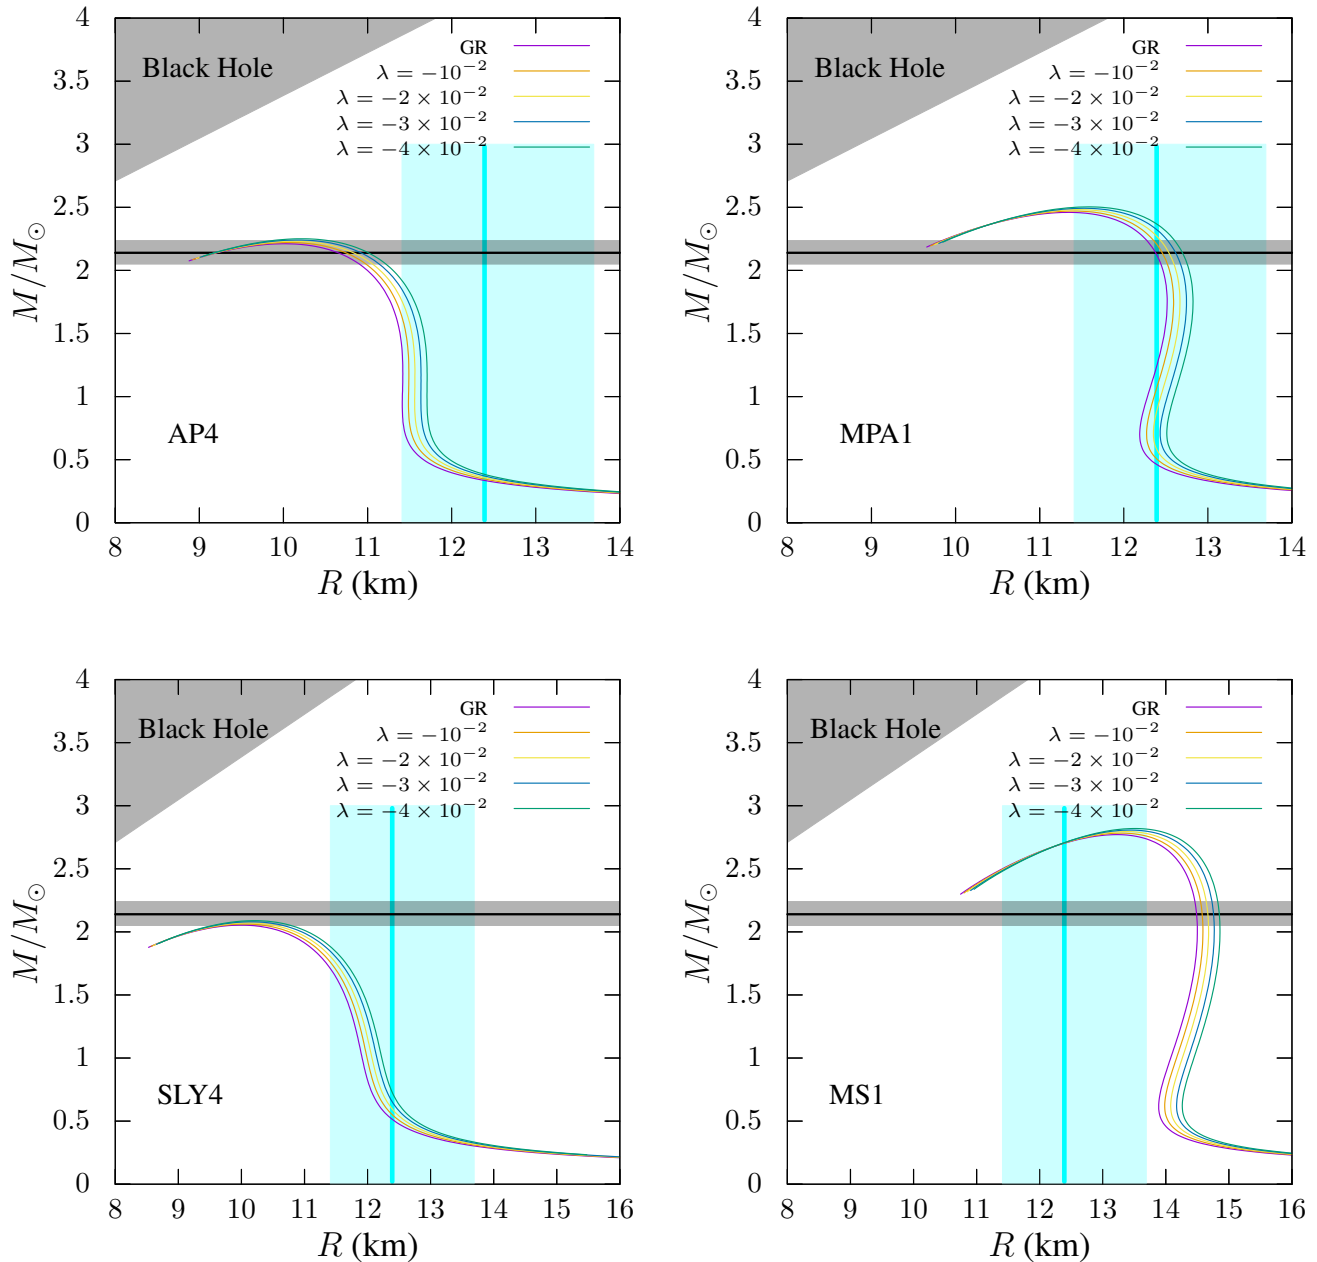 4
3.5
3
2.5
2
1.5
1
0.5
0
M/M⊙
Black Hole
GR
λ = −10⁻²
λ = −2 × 10⁻²
λ = −3 × 10⁻²
λ = −4 × 10⁻²
AP4
8 9 10 11 12 13 14
R (km)
4
3.5
3
2.5
2
1.5
1
0.5
0
M/M⊙
Black Hole
GR
λ = −10⁻²
λ = −2 × 10⁻²
λ = −3 × 10⁻²
λ = −4 × 10⁻²
MPA1
8 9 10 11 12 13 14
R (km)
4
3.5
3
2.5
2
1.5
1
0.5
0
M/M⊙
Black Hole
GR
λ = −10⁻²
λ = −2 × 10⁻²
λ = −3 × 10⁻²
λ = −4 × 10⁻²
SLY4
8 9 10 11 12 13 14 15 16
R (km)
4
3.5
3
2.5
2
1.5
1
0.5
0
M/M⊙
Black Hole
GR
λ = −10⁻²
λ = −2 × 10⁻²
λ = −3 × 10⁻²
λ = −4 × 10⁻²
MS1
8 9 10 11 12 13 14 15 16
R (km)